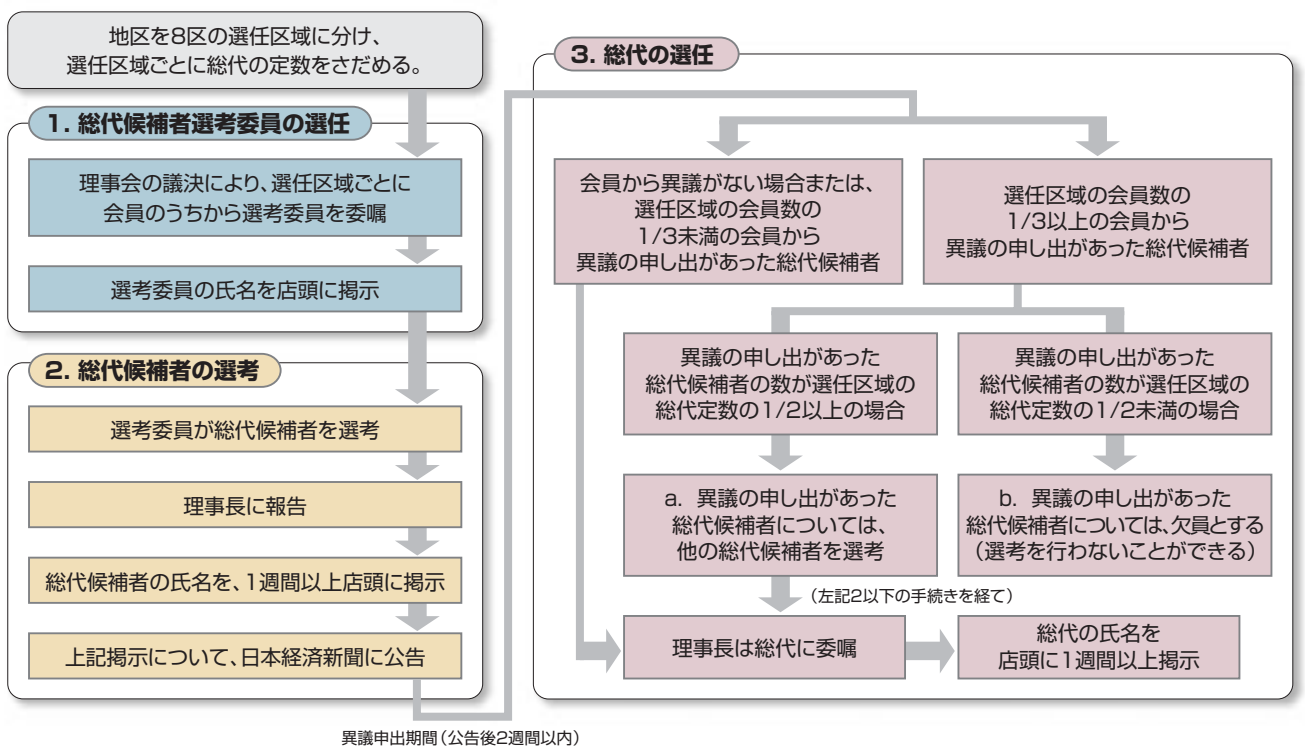 地区を8区の選任区域に分け、
選任区域ごとに総代の定数をさだめる。
1. 総代候補者選考委員の選任
理事会の議決により、選任区域ごとに
会員のうちから選考委員を委嘱
選考委員の氏名を店頭に掲示
2. 総代候補者の選考
選考委員が総代候補者を選考
理事長に報告
総代候補者の氏名を、1週間以上店頭に掲示
上記掲示について、日本経済新聞に公告
異議申出期間（公告後2週間以内）
3. 総代の選任
会員から異議がない場合または、
選任区域の会員数の
1/3未満の会員から
異議の申し出があった総代候補者
選任区域の会員数の
1/3以上の会員から
異議の申し出があった総代候補者
異議の申し出があった
総代候補者の数が選任区域の
総代定数の1/2以上の場合
異議の申し出があった
総代候補者の数が選任区域の
総代定数の1/2未満の場合
a. 異議の申し出があった
総代候補者については、
他の総代候補者を選考
b. 異議の申し出があった
総代候補者については、欠員とする
（選考を行わないことができる）
（左記2以下の手続きを経て）
理事長は総代に委嘱
総代の氏名を
店頭に1週間以上掲示